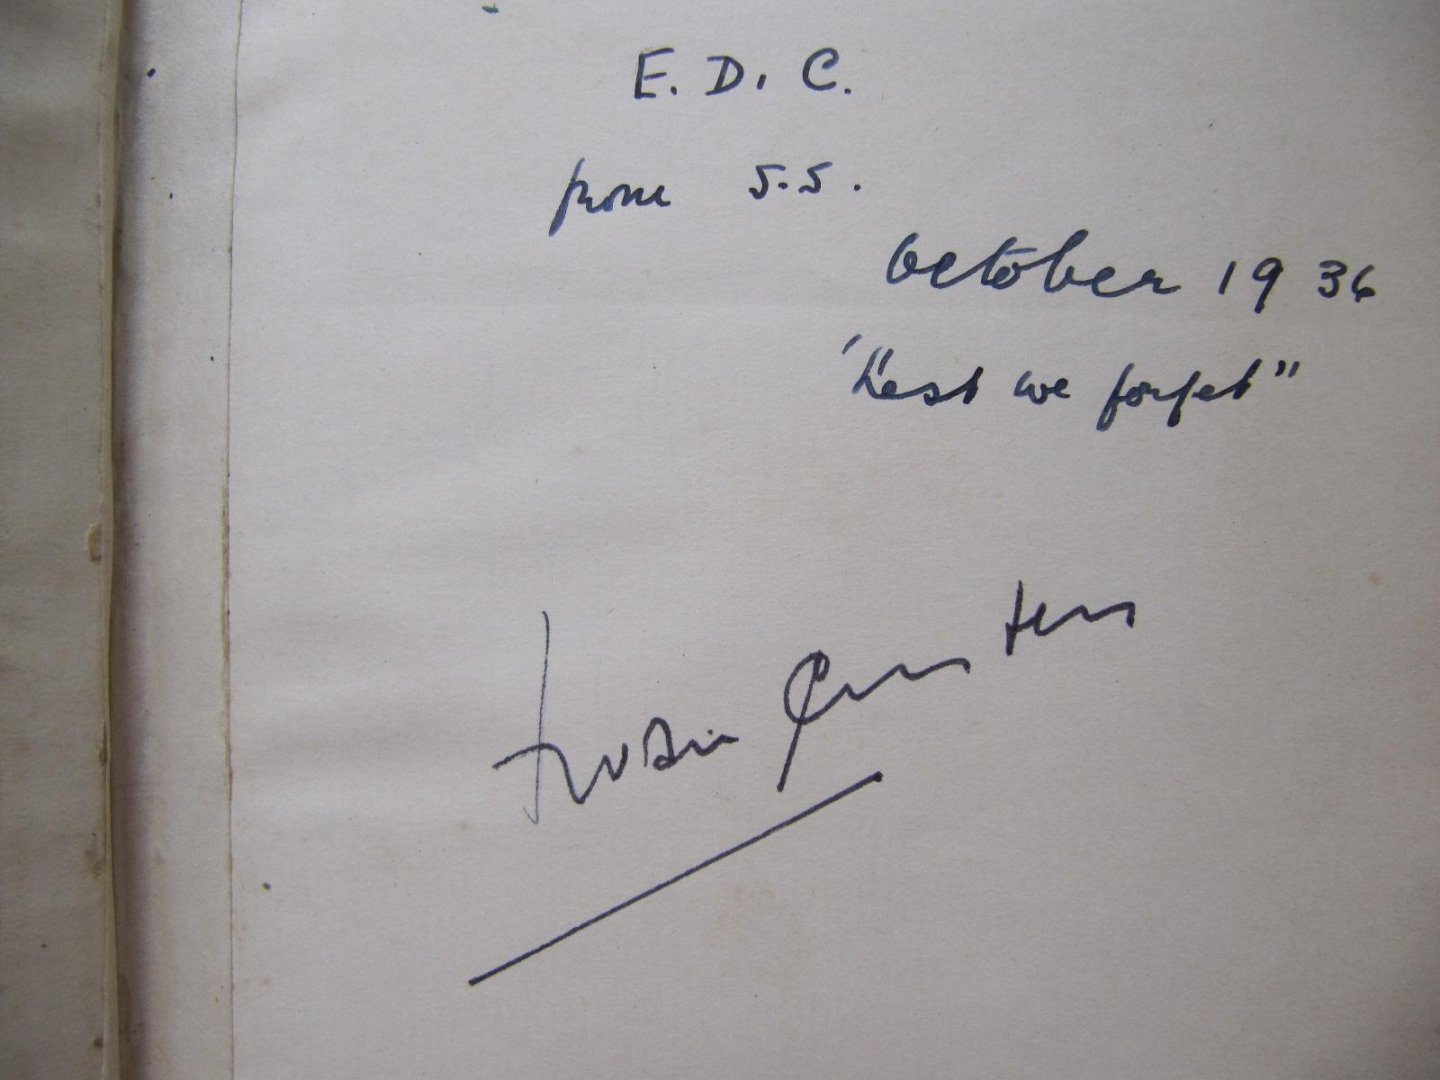 E. D. C.
from S.S.
October 1936
"Lest we forget"